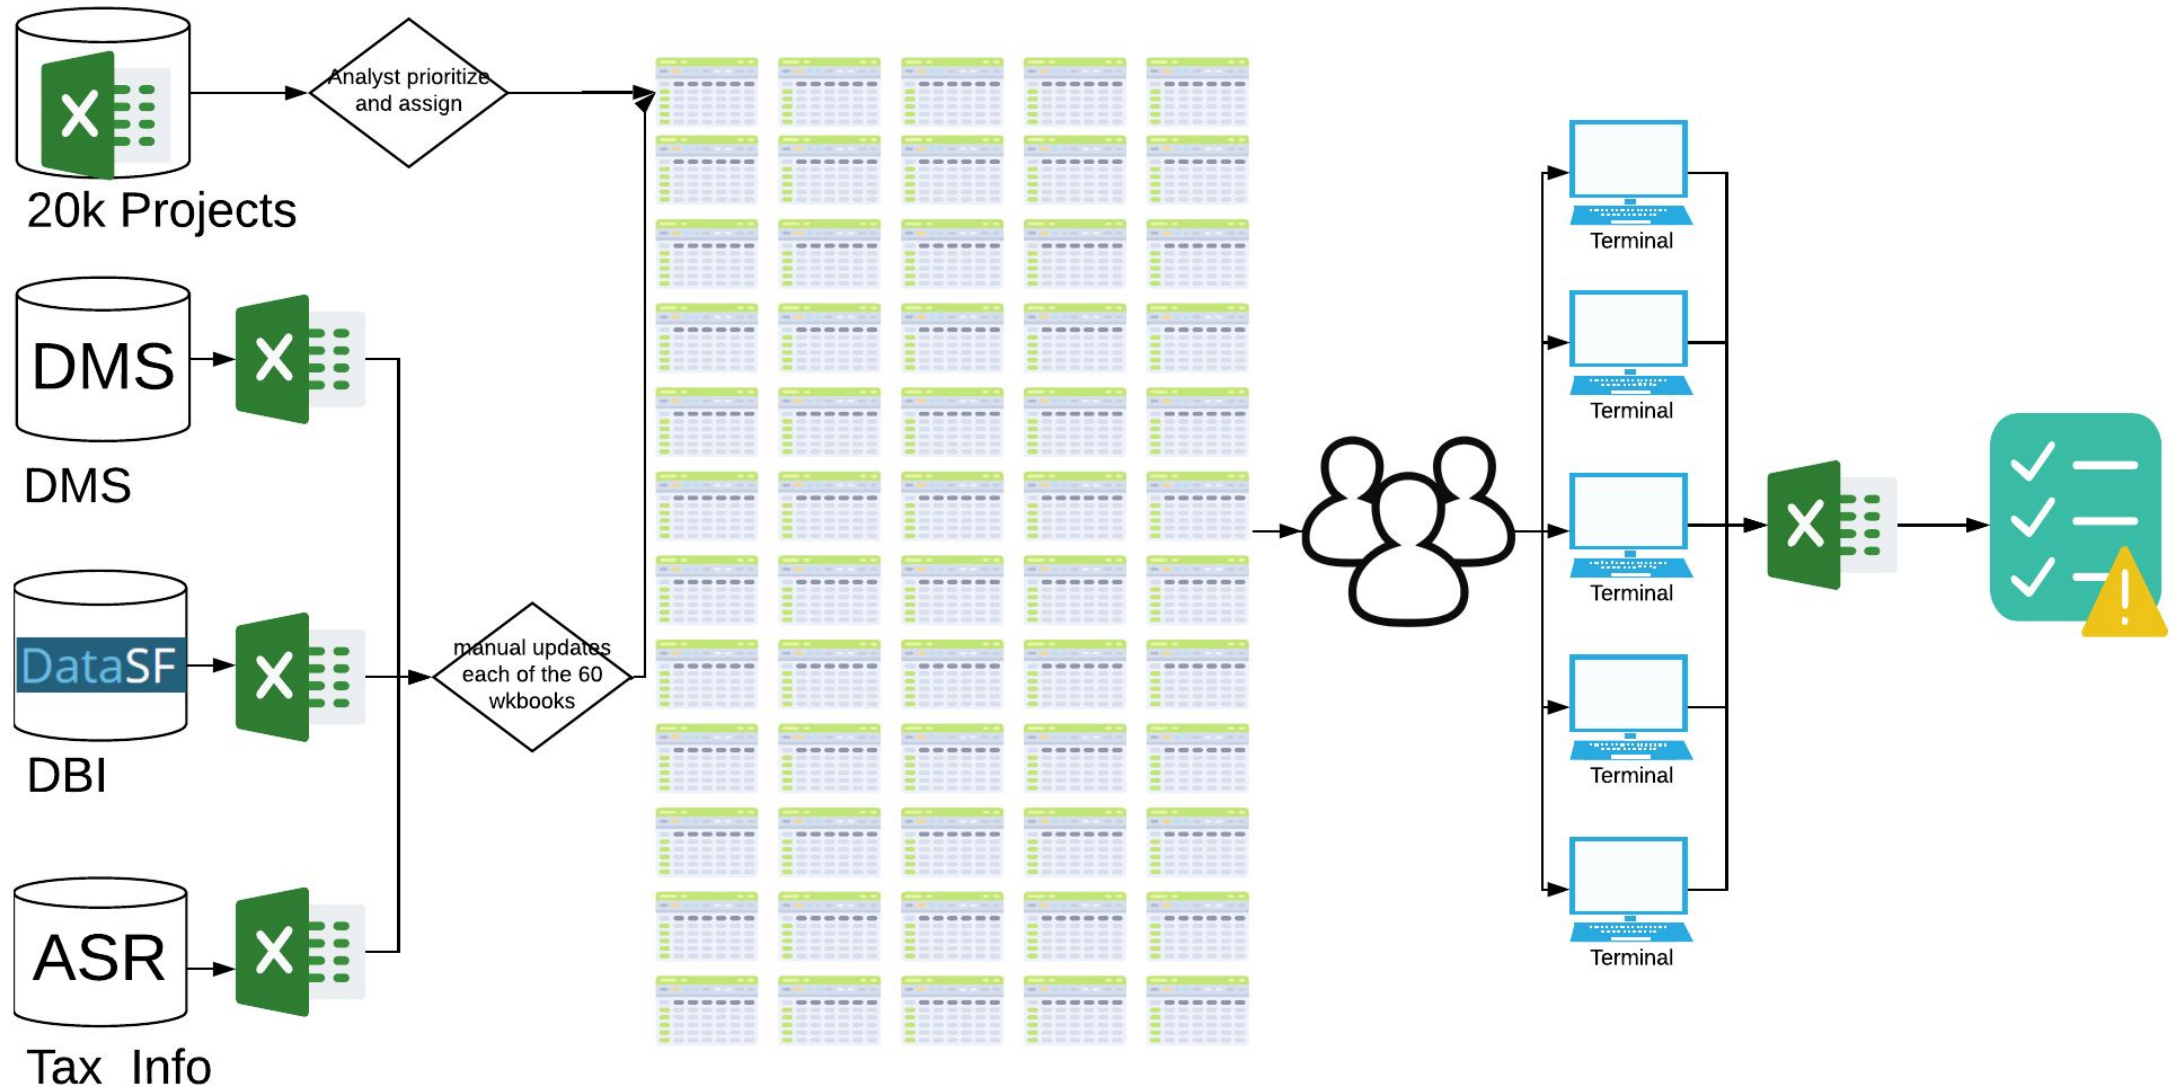 Analyst prioritize
and assign
20k Projects
DMS
DMS
DataSF
DBI
manual updates
each of the 60
wkbooks
ASR
Tax Info
X
X
X
X
Terminal
Terminal
Terminal
Terminal
Terminal
X